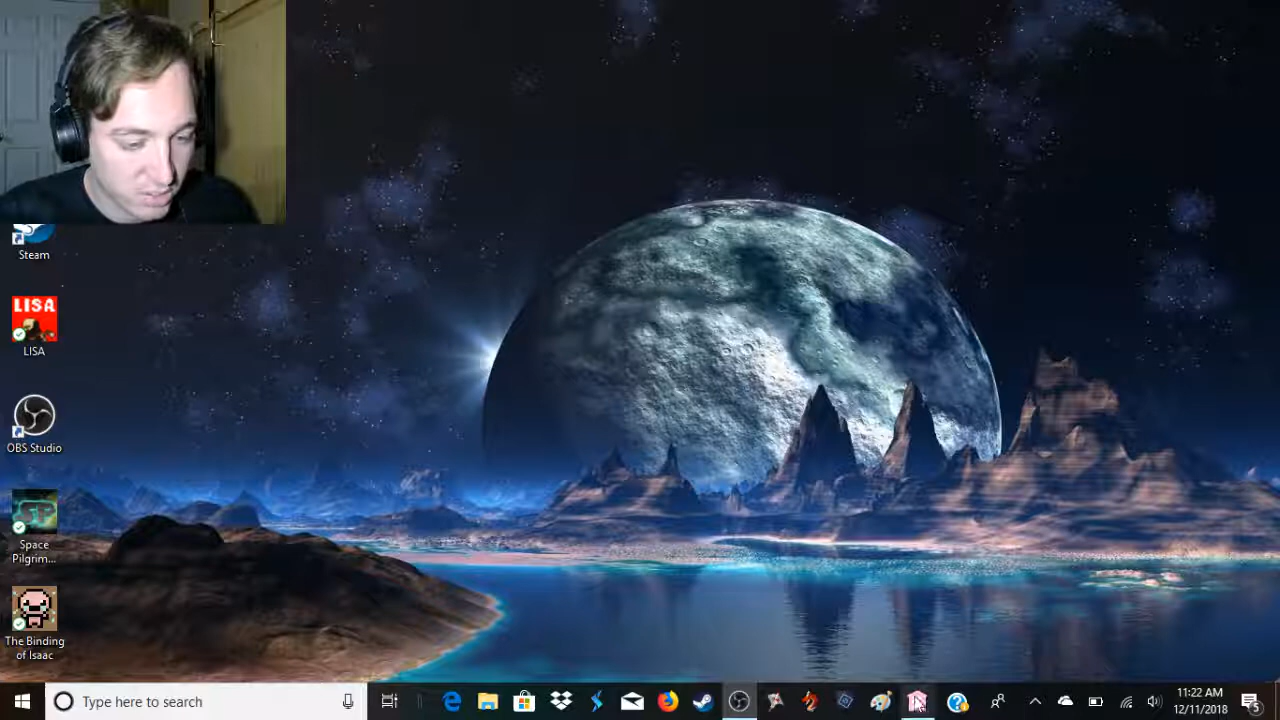 Steam
LISA
LISA
OBS Studio
SP
Space
Pilgrim...
The Binding
of Isaac
Type here to search
11:22 AM
12/11/2018
5